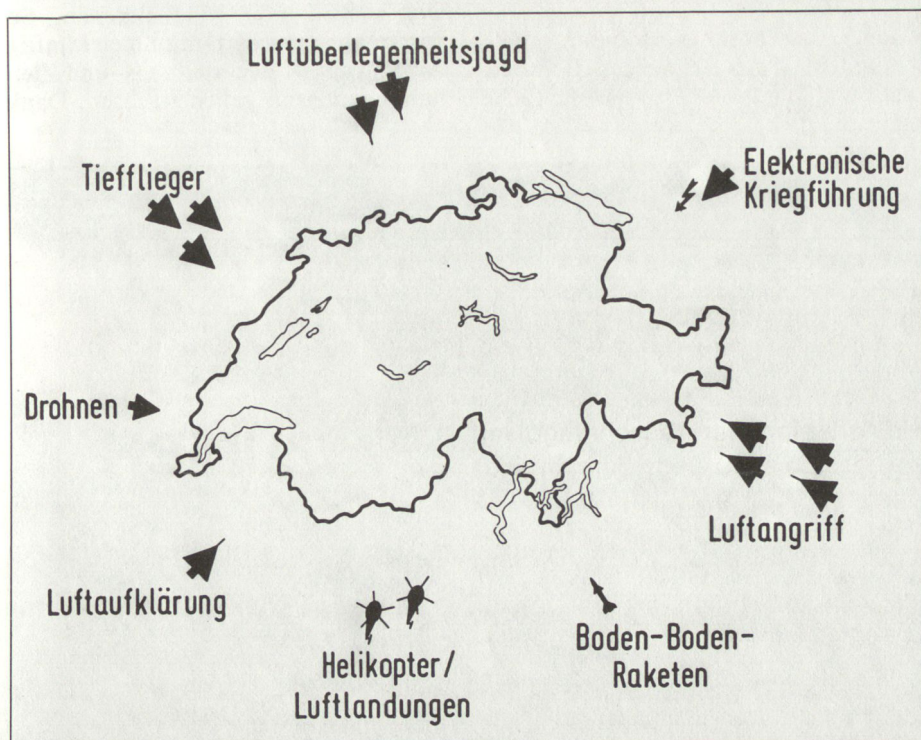 Luftüberlegenheitsjagd
Tiefflieger
Elektronische
Kriegführung
Drohnen
Luftangriff
Luftaufklärung
Helikopter/
Luftlandungen
Boden-Boden-
Raketen